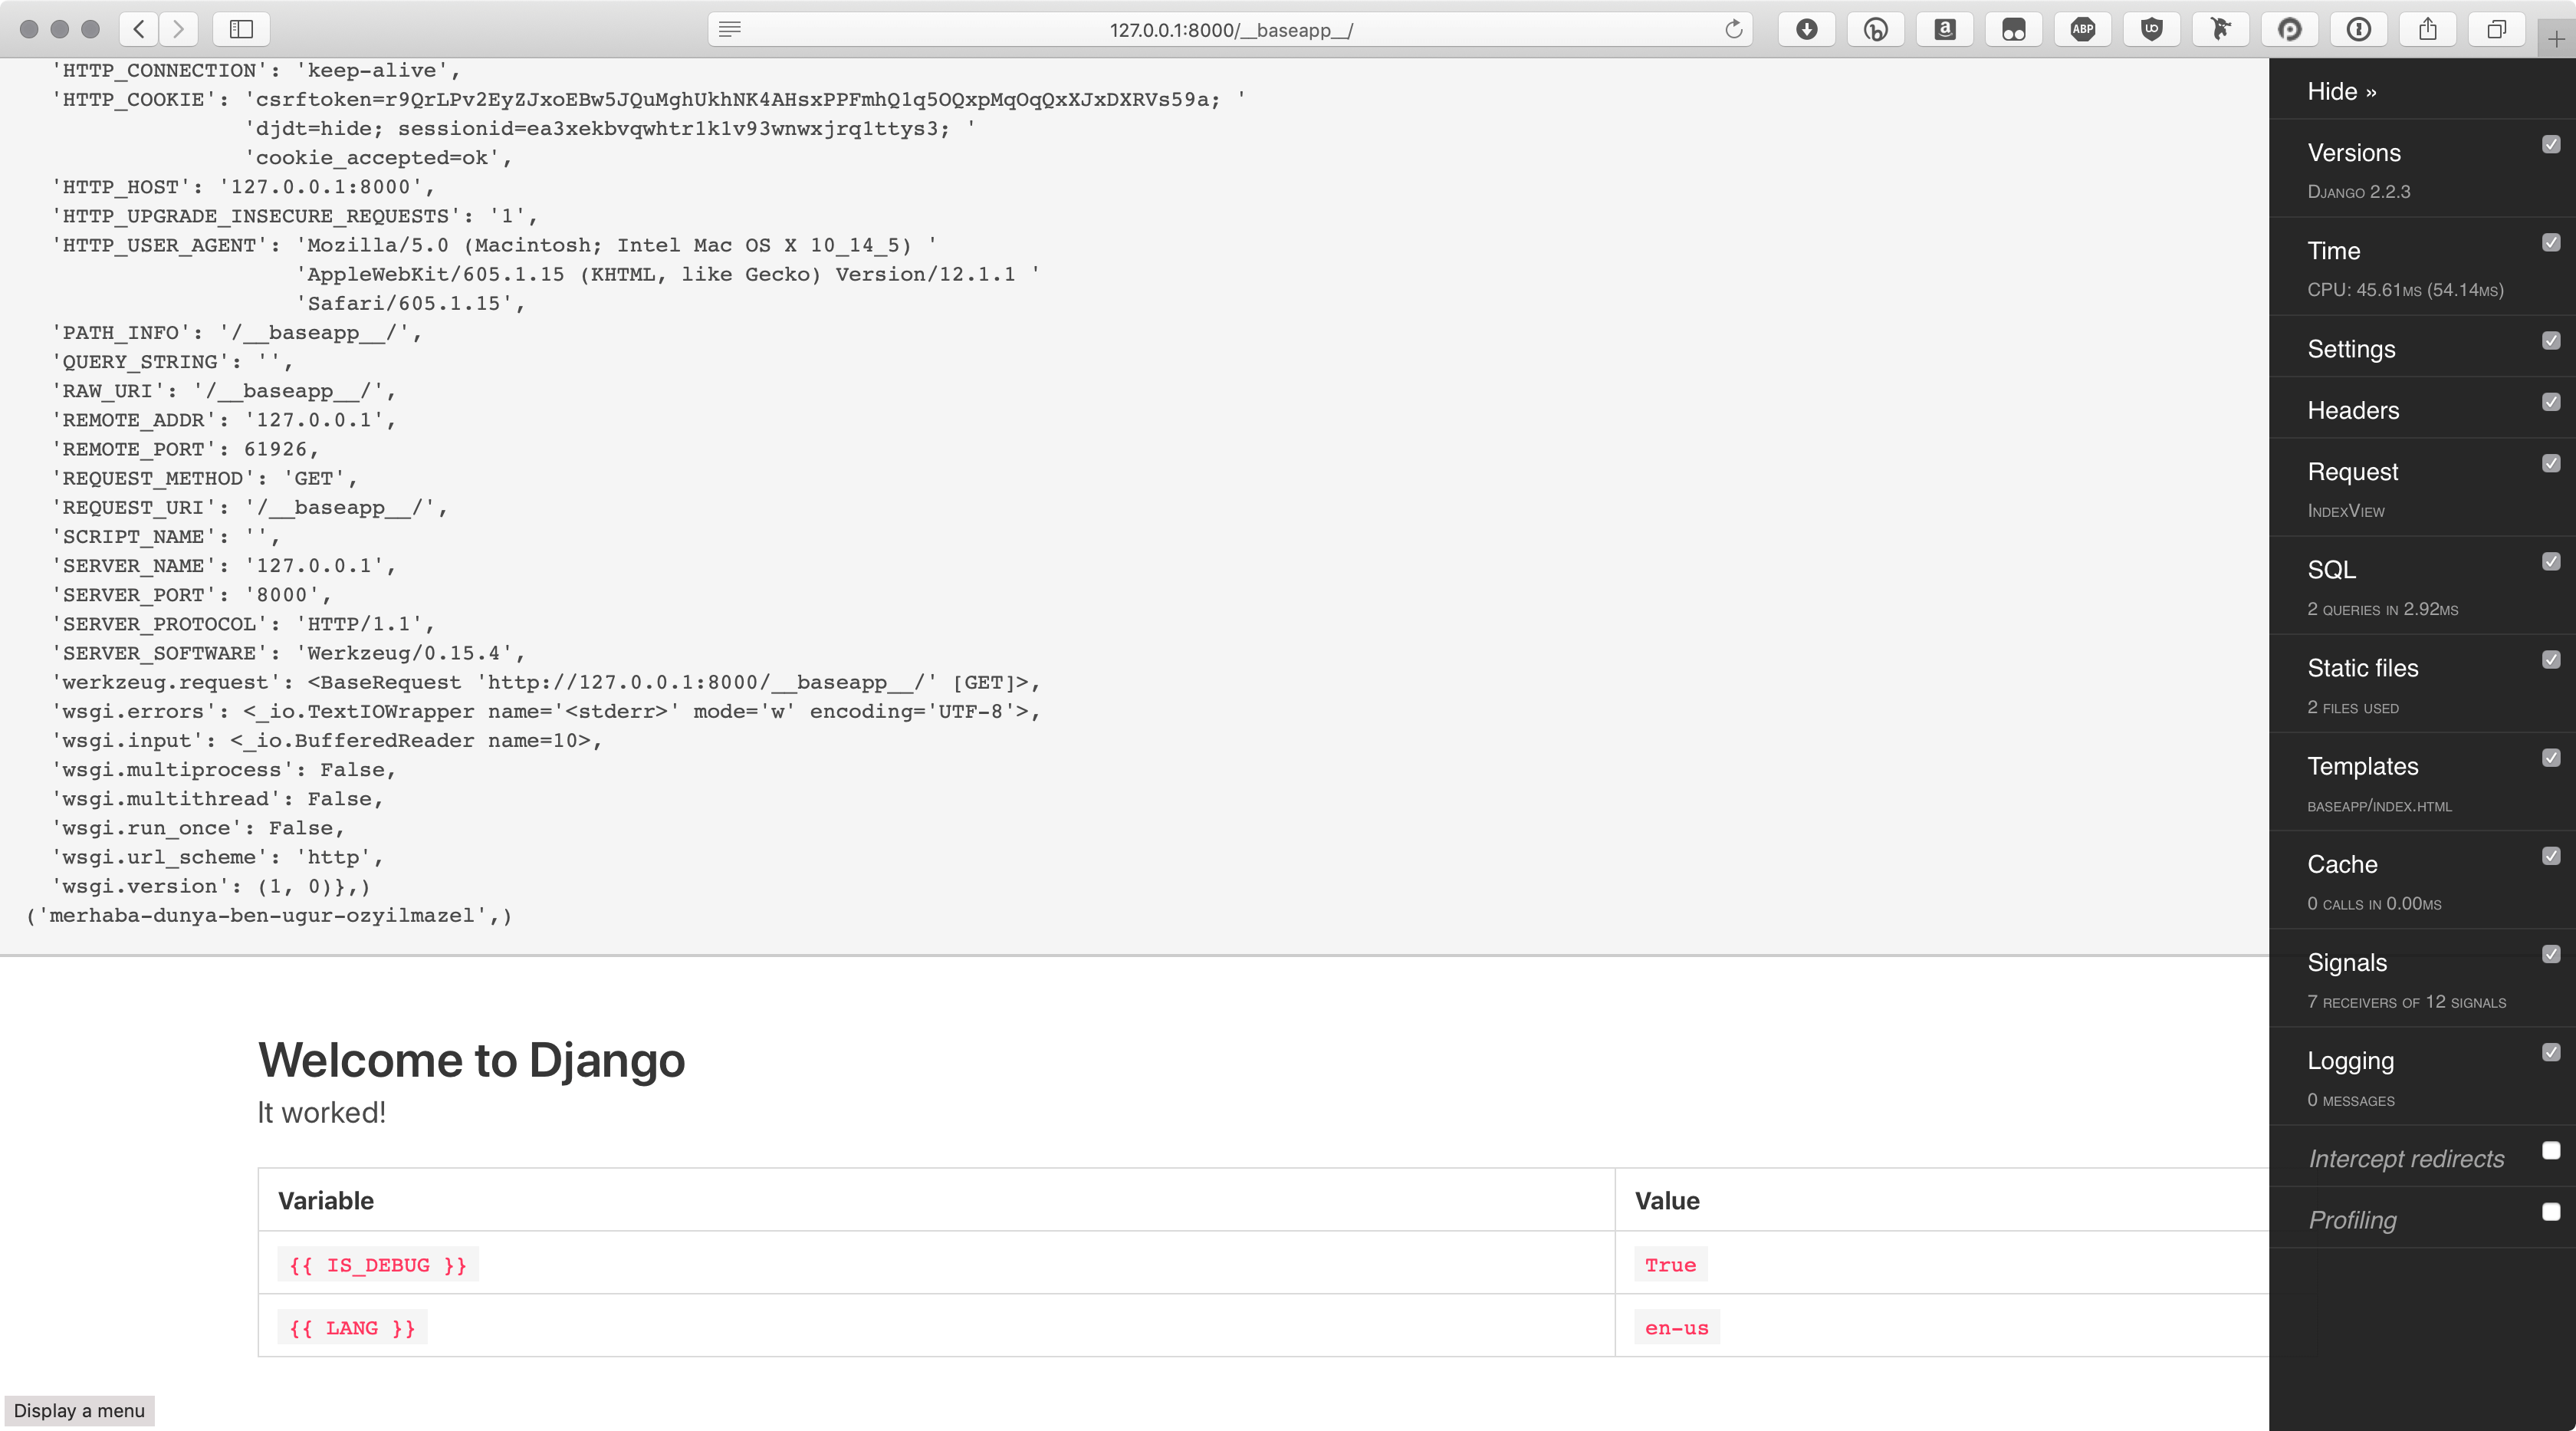 127.0.0.1:8000/__baseapp__/
ABP
'HTTP_CONNECTION': 'keep-alive',
'HTTP_COOKIE': 'csrftoken=r9QrLPv2EyZJxoEBw5JQuMghUkhNK4AHsxPPFmhQ1q5OQxpMqOqQxXJxDXRVs59a; '
'djdt=hide; sessionid=ea3xekbvqwhtr1k1v93wnwxjrq1ttys3; '
'cookie_accepted=ok',
'HTTP_HOST': '127.0.0.1:8000',
'HTTP_UPGRADE_INSECURE_REQUESTS': '1',
'HTTP_USER_AGENT': 'Mozilla/5.0 (Macintosh; Intel Mac OS X 10_14_5) '
'AppleWebKit/605.1.15 (KHTML, like Gecko) Version/12.1.1 '
'Safari/605.1.15',
'PATH_INFO': '/__baseapp__/',
'QUERY_STRING': '',
'RAW_URI': '/__baseapp__/',
'REMOTE_ADDR': '127.0.0.1',
'REMOTE_PORT': 61926,
'REQUEST_METHOD': 'GET',
'REQUEST_URI': '/__baseapp__/',
'SCRIPT_NAME': '',
'SERVER_NAME': '127.0.0.1',
'SERVER_PORT': '8000',
'SERVER_PROTOCOL': 'HTTP/1.1',
'SERVER_SOFTWARE': 'Werkzeug/0.15.4',
'werkzeug.request': <BaseRequest 'http://127.0.0.1:8000/__baseapp__/' [GET]>,
'wsgi.errors': <_io.TextIOWrapper name='<stderr>' mode='w' encoding='UTF-8'>,
'wsgi.input': <_io.BufferedReader name=10>,
'wsgi.multiprocess': False,
'wsgi.multithread': False,
'wsgi.run_once': False,
'wsgi.url_scheme': 'http',
'wsgi.version': (1, 0)},)
('merhaba-dunya-ben-ugur-ozyilmazel',)
Welcome to Django
It worked!
Variable Value
{{ IS_DEBUG }} True
{{ LANG }} en-us
Display a menu
Hide »
Versions
Django 2.2.3
Time
CPU: 45.61ms (54.14ms)
Settings
Headers
Request
IndexView
SQL
2 queries in 2.92ms
Static files
2 files used
Templates
baseapp/index.html
Cache
0 calls in 0.00ms
Signals
7 receivers of 12 signals
Logging
0 messages
Intercept redirects
Profiling